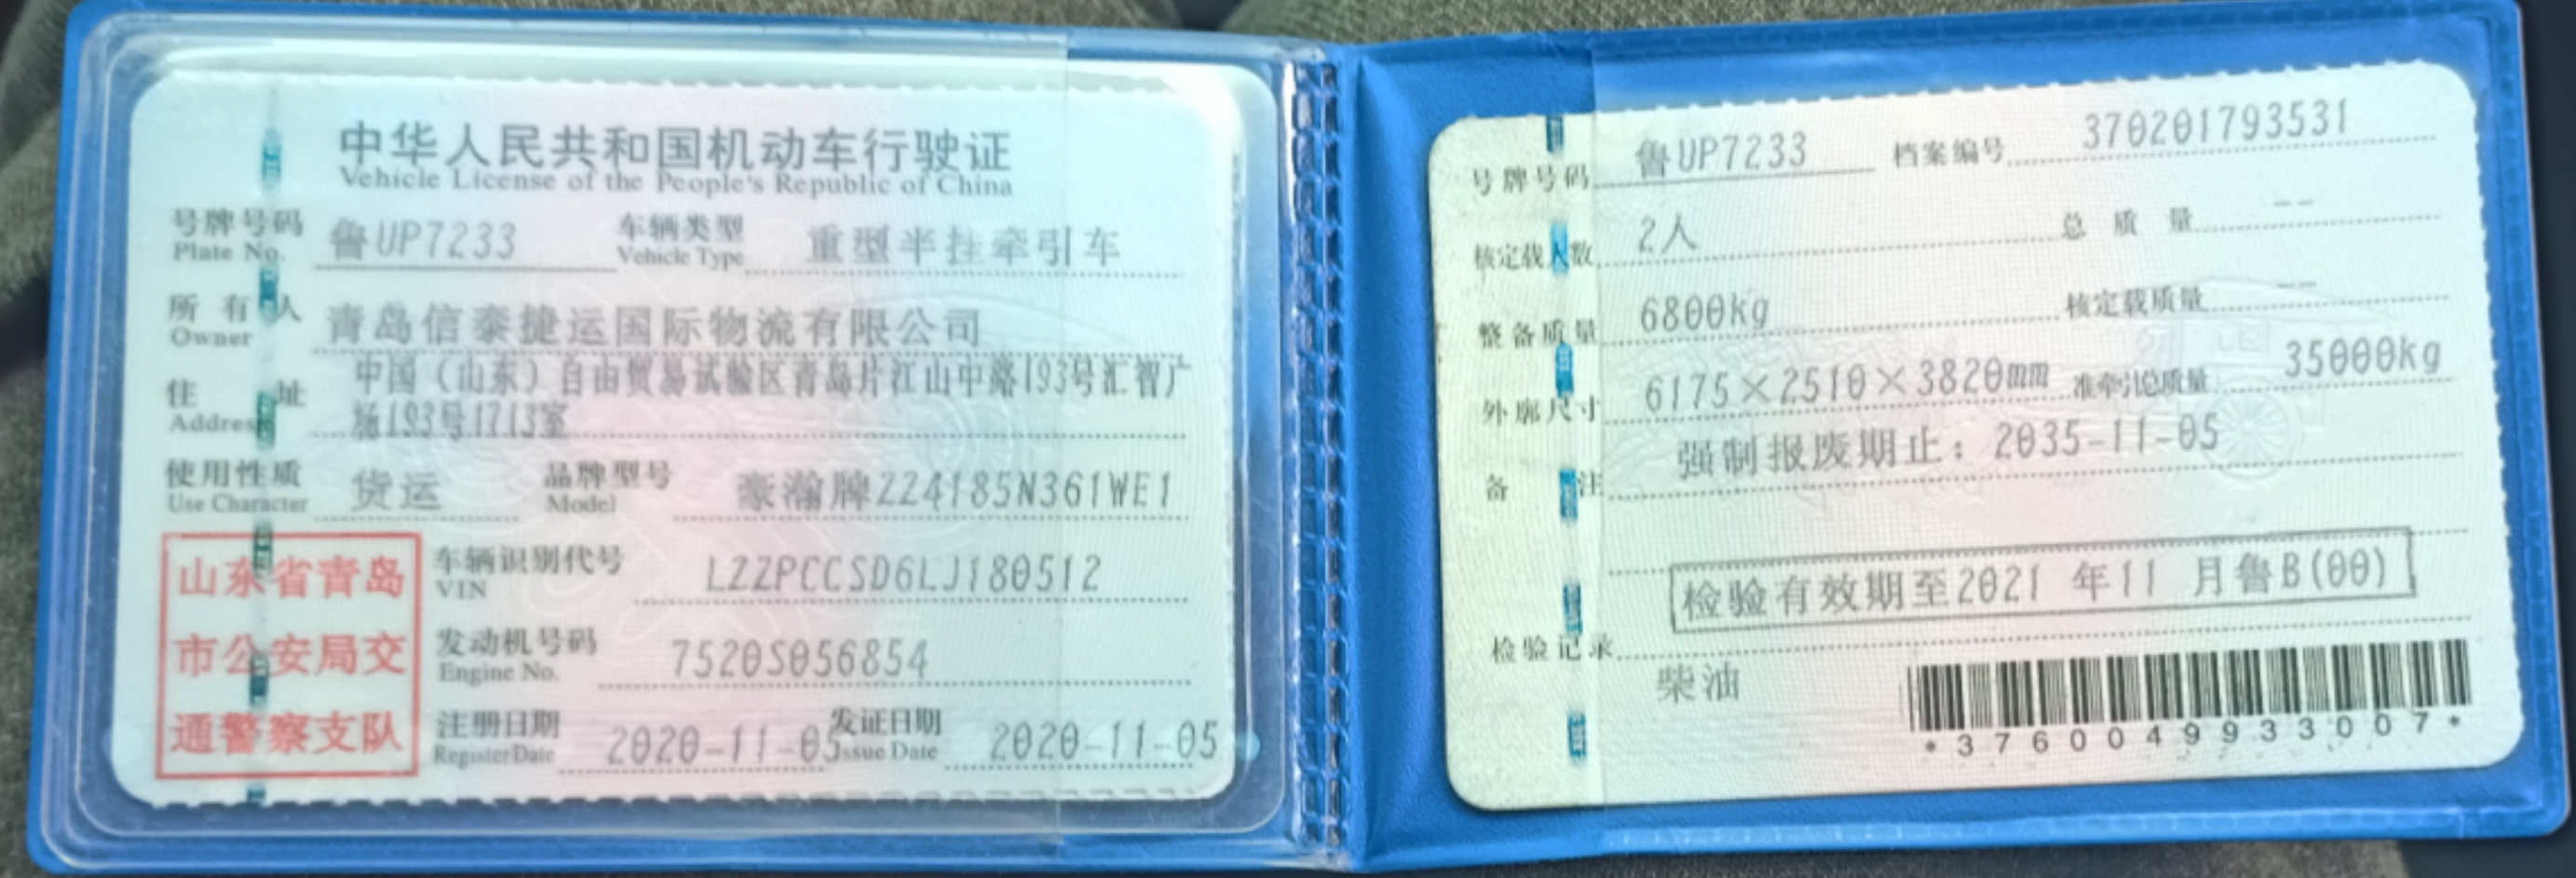 中华人民共和国机动车行驶证
Vehicle License of the People's Republic of China
号牌号码 鲁UP7233 车辆类型 重型半挂牵引车
Plate No. Vehicle Type
所有人 青岛信泰捷运国际物流有限公司
Owner
住址 中国（山东）自由贸易试验区青岛片江山中路193号汇智广
Address 场193号1713室
使用性质 货运 品牌型号 豪瀚牌ZZ4185N361WE1
Use Character Model
山东省青岛
市公安局交
通警察支队
车辆识别代号 LZZPCCSD6LJ180512
VIN
发动机号码 7520S056854
Engine No.
注册日期 2020-11-05 发证日期 2020-11-05
Register Date Issue Date
号牌号码 鲁UP7233 档案编号 370201793531
核定载人数 2人 总质量 --
整备质量 6800kg 核定载质量 --
外廓尺寸 6175×2510×3820mm 准牵引总质量 35000kg
备注 强制报废期止：2035-11-05
检验有效期至2021 年11 月鲁B(00)
检验记录
柴油
*3760049933007*